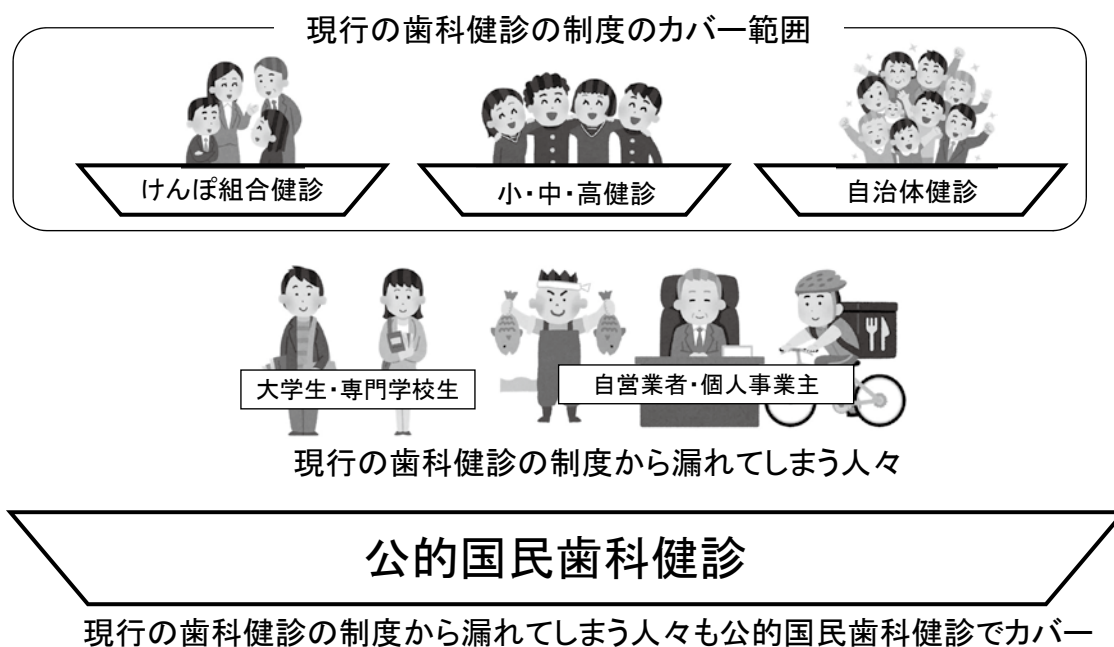 現行の歯科健診の制度のカバー範囲
けんぽ組合健診
小・中・高健診
自治体健診
大学生・専門学校生
自営業者・個人事業主
現行の歯科健診の制度から漏れてしまう人々
公的国民歯科健診
現行の歯科健診の制度から漏れてしまう人々も公的国民歯科健診でカバー